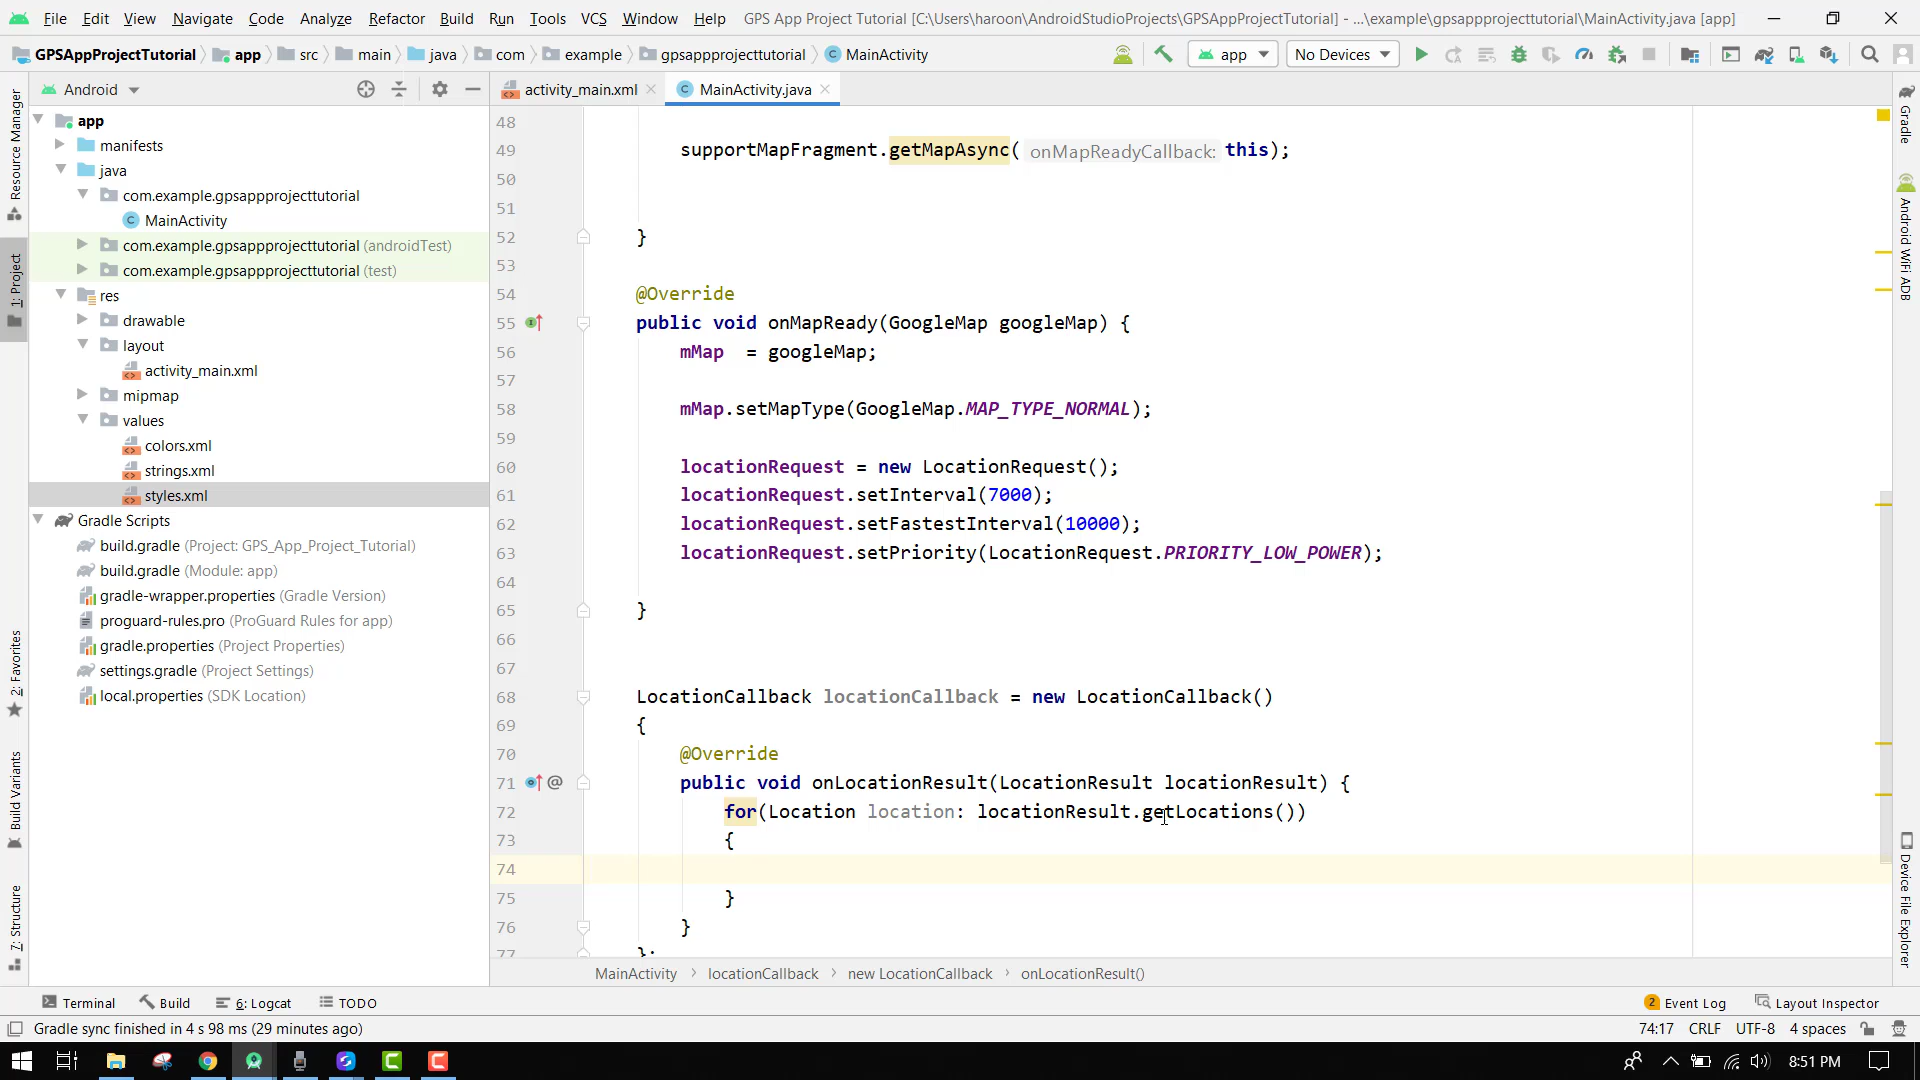 File Edit View Navigate Code Analyze Refactor Build Run Tools VCS Window Help GPS App Project Tutorial [C:\Users\haroon\AndroidStudioProjects\GPSAppProjectTutorial] - ...\example\gpsappprojecttutorial\MainActivity.java [app]
GPSAppProjectTutorial app src main java com example gpsappprojecttutorial MainActivity app No Devices
Android
activity_main.xml MainActivity.java
app
manifests
java
com.example.gpsappprojecttutorial
MainActivity
com.example.gpsappprojecttutorial (androidTest)
com.example.gpsappprojecttutorial (test)
res
drawable
layout
activity_main.xml
mipmap
values
colors.xml
strings.xml
styles.xml
Gradle Scripts
build.gradle (Project: GPS_App_Project_Tutorial)
build.gradle (Module: app)
gradle-wrapper.properties (Gradle Version)
proguard-rules.pro (ProGuard Rules for app)
gradle.properties (Project Properties)
settings.gradle (Project Settings)
local.properties (SDK Location)
Resource Manager
1: Project
2: Favorites
Build Variants
7: Structure
48
49 supportMapFragment.getMapAsync( onMapReadyCallback: this);
50
51
52 }
53
54 @Override
55 public void onMapReady(GoogleMap googleMap) {
56 mMap = googleMap;
57
58 mMap.setMapType(GoogleMap.MAP_TYPE_NORMAL);
59
60 locationRequest = new LocationRequest();
61 locationRequest.setInterval(7000);
62 locationRequest.setFastestInterval(10000);
63 locationRequest.setPriority(LocationRequest.PRIORITY_LOW_POWER);
64
65 }
66
67
68 LocationCallback locationCallback = new LocationCallback()
69 {
70 @Override
71 @ public void onLocationResult(LocationResult locationResult) {
72 for(Location location: locationResult.getLocations())
73 {
74
75 }
76 }
77 };
Gradle
Android WiFi ADB
Device File Explorer
MainActivity locationCallback new LocationCallback onLocationResult()
Terminal Build 6: Logcat TODO 2 Event Log Layout Inspector
Gradle sync finished in 4 s 98 ms (29 minutes ago) 74:17 CRLF UTF-8 4 spaces
8:51 PM